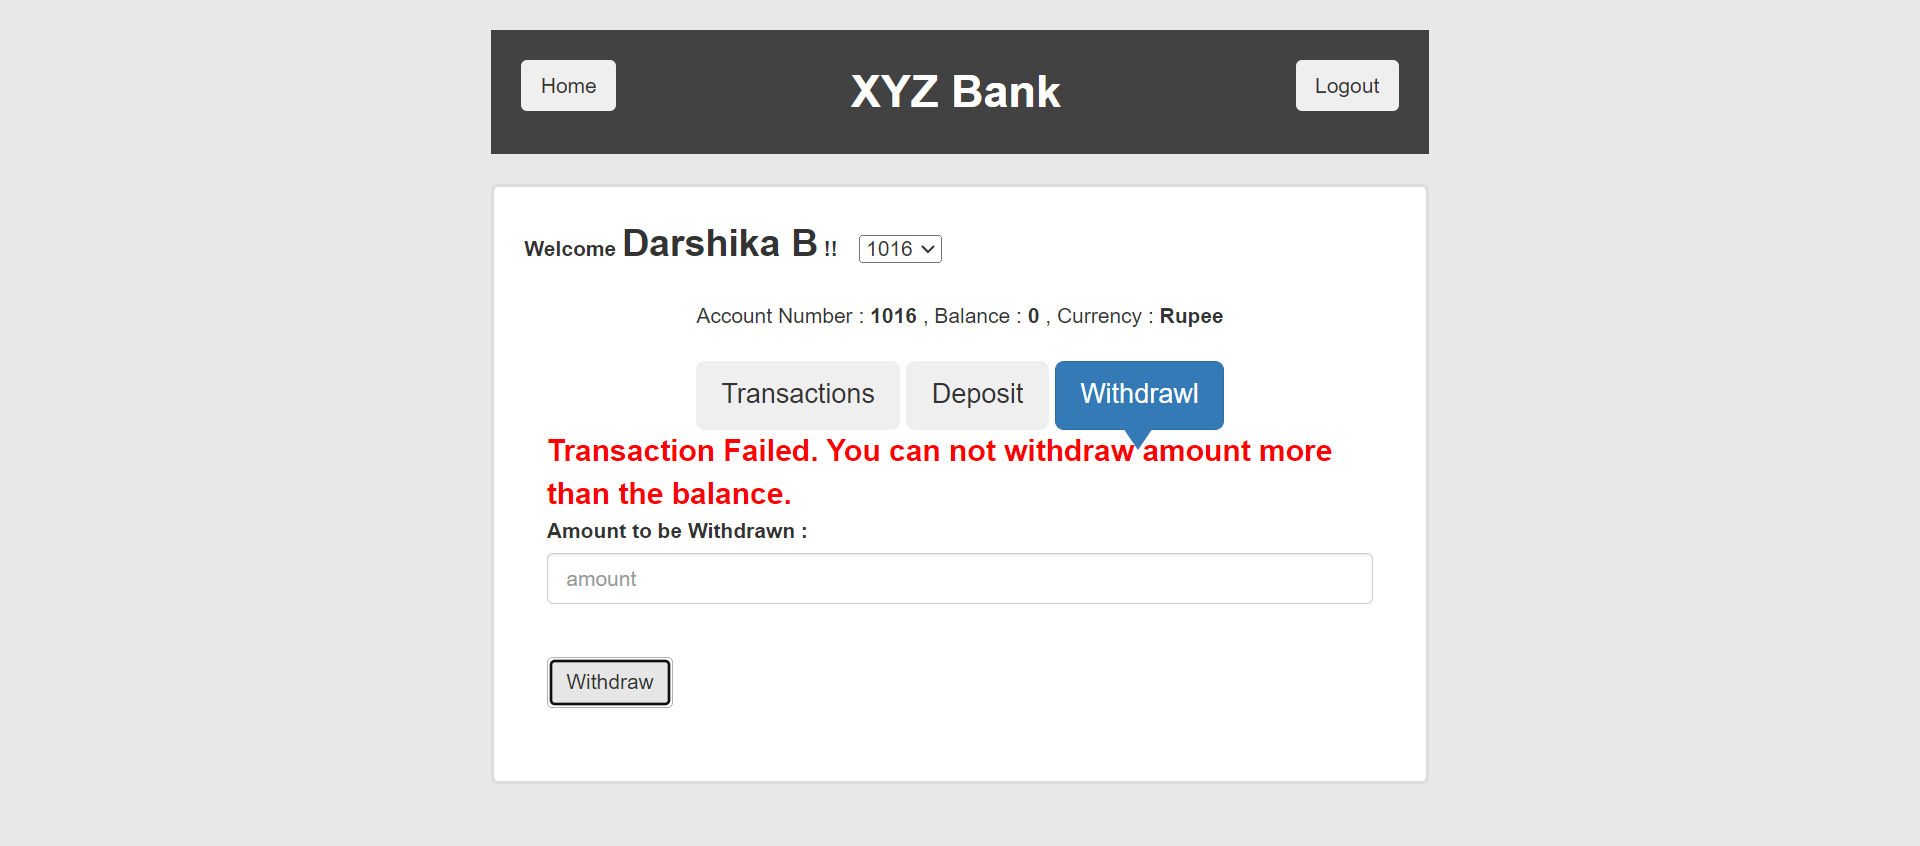 Home
XYZ Bank
Logout
Welcome Darshika B !! 1016
Account Number : 1016 , Balance : 0 , Currency : Rupee
Transactions
Deposit
Withdrawl
Transaction Failed. You can not withdraw amount more
than the balance.
Amount to be Withdrawn :
amount
Withdraw